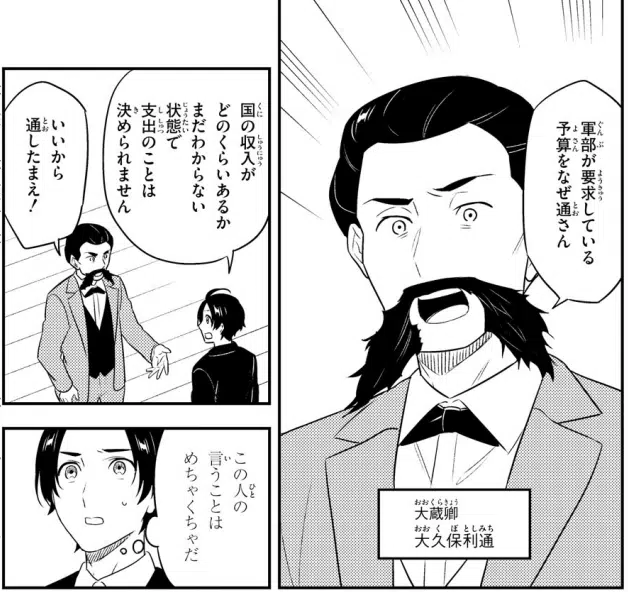 軍部が要求している
予算をなぜ通さん
大蔵卿
大久保利通
国の収入が
どのくらいあるか
まだわからない
状態で
支出のことは
決められません
いいから
通したまえ！
この人の
言うことは
めちゃくちゃだ